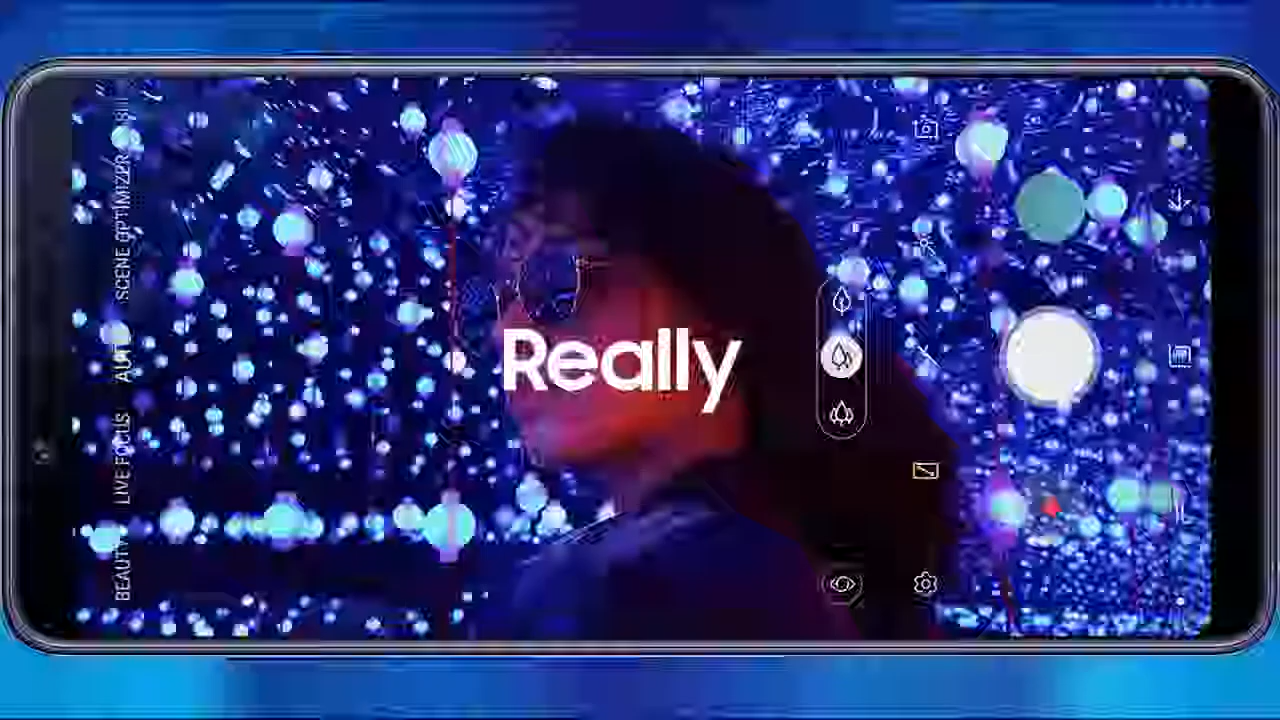 Really
BEAUTY
LIVE FOCUS
AUTO
SCENE OPTIMIZER